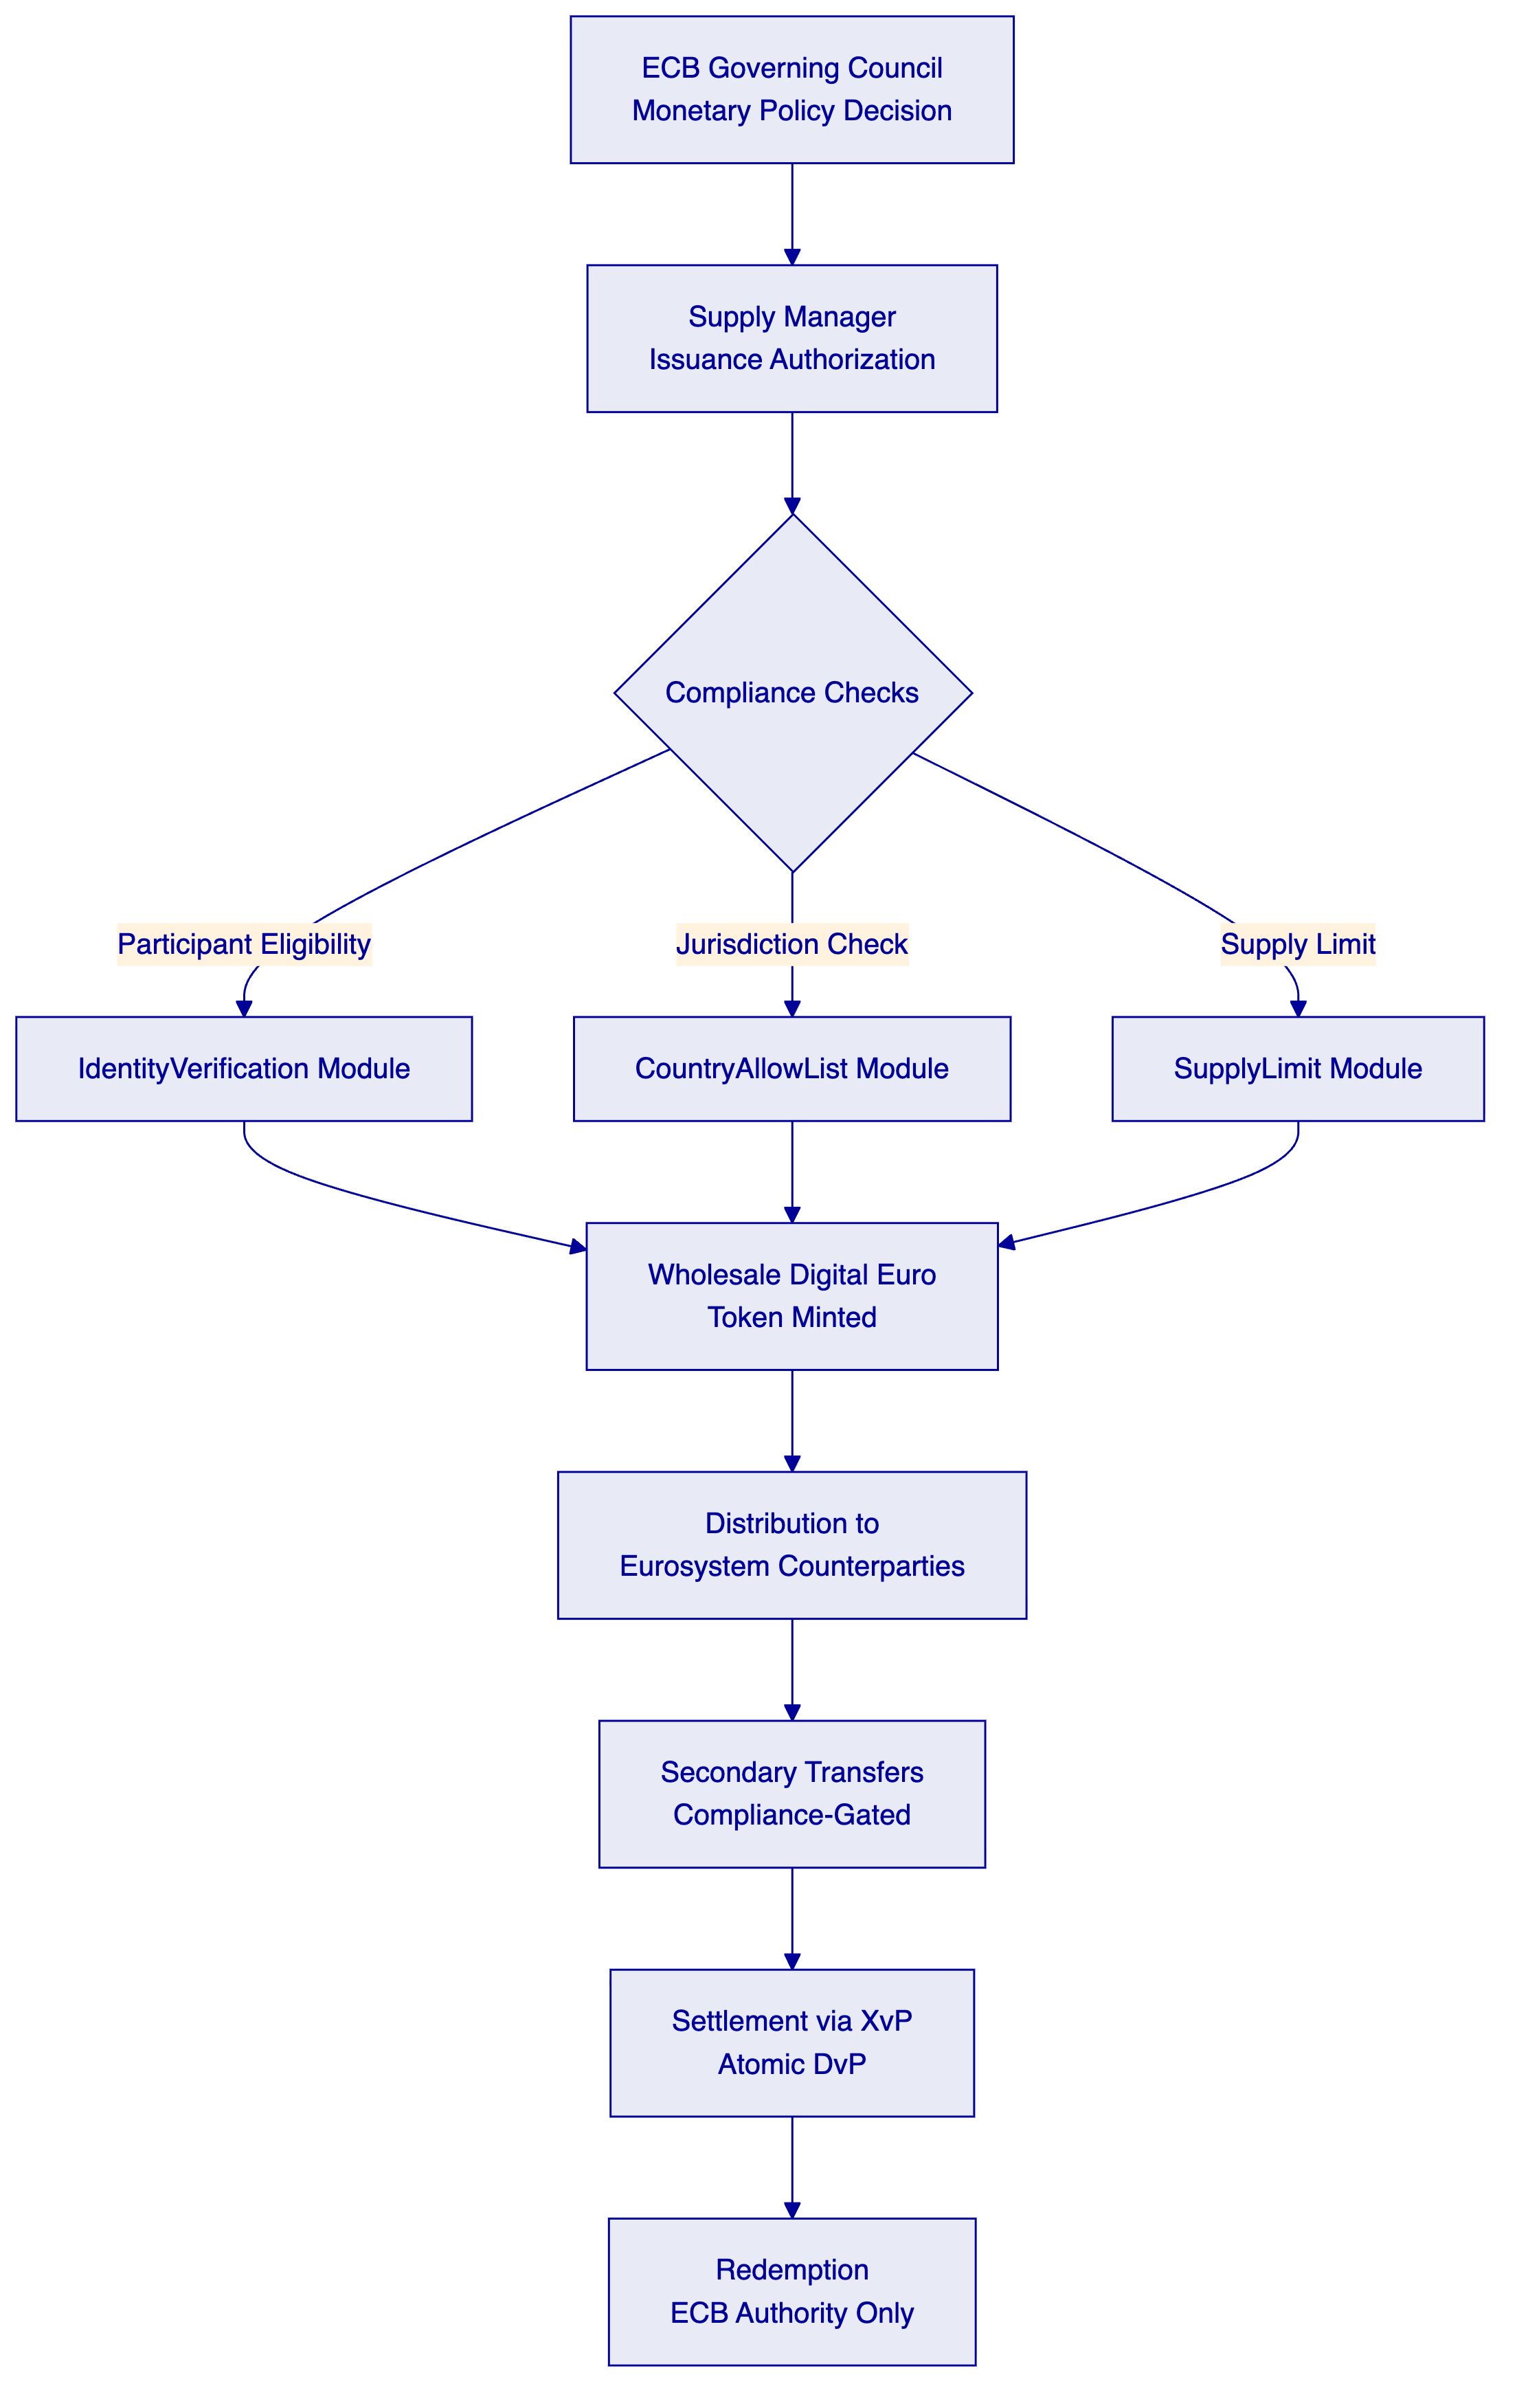 ECB Governing Council
Monetary Policy Decision
Supply Manager
Issuance Authorization
Compliance Checks
Participant Eligibility
Jurisdiction Check
Supply Limit
IdentityVerification Module
CountryAllowList Module
SupplyLimit Module
Wholesale Digital Euro
Token Minted
Distribution to
Eurosystem Counterparties
Secondary Transfers
Compliance-Gated
Settlement via XvP
Atomic DvP
Redemption
ECB Authority Only